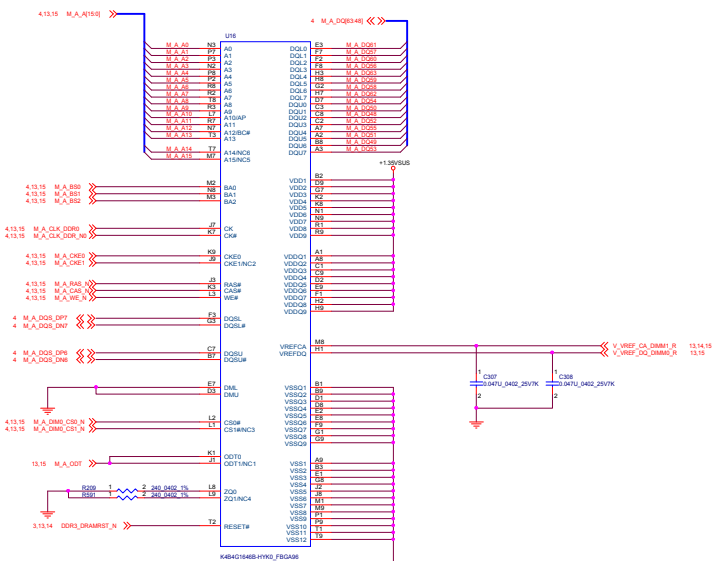 4,13,15 M_A_A[15:0]
4 M_A_DQ[63:48]
U16
M_A_A0 N3 A0
M_A_A1 P7 A1
M_A_A2 P3 A2
M_A_A3 N2 A3
M_A_A4 P8 A4
M_A_A5 P2 A5
M_A_A6 R8 A6
M_A_A7 R2 A7
M_A_A8 T8 A8
M_A_A9 R3 A9
M_A_A10 L7 A10/AP
M_A_A11 R7 A11
M_A_A12 N7 A12/BC#
M_A_A13 T3 A13
M_A_A14 T7 A14/NC6
M_A_A15 M7 A15/NC5
DQL0 E3 M_A_DQ61
DQL1 F7 M_A_DQ57
DQL2 F2 M_A_DQ60
DQL3 F8 M_A_DQ56
DQL4 H3 M_A_DQ63
DQL5 H8 M_A_DQ59
DQL6 G2 M_A_DQ58
DQL7 H7 M_A_DQ62
DQU0 D7 M_A_DQ54
DQU1 C3 M_A_DQ50
DQU2 C8 M_A_DQ48
DQU3 C2 M_A_DQ52
DQU4 A7 M_A_DQ55
DQU5 A2 M_A_DQ51
DQU6 B8 M_A_DQ49
DQU7 A3 M_A_DQ53
+1.35VSUS
4,13,15 M_A_BS0 M2 BA0
4,13,15 M_A_BS1 N8 BA1
4,13,15 M_A_BS2 M3 BA2
4,13,15 M_A_CLK_DDR0 J7 CK
4,13,15 M_A_CLK_DDR_N0 K7 CK#
4,13,15 M_A_CKE0 K9 CKE0
4,13,15 M_A_CKE1 J9 CKE1/NC2
4,13,15 M_A_RAS_N J3 RAS#
4,13,15 M_A_CAS_N K3 CAS#
4,13,15 M_A_WE_N L3 WE#
4 M_A_DQS_DP7 F3 DQSL
4 M_A_DQS_DN7 G3 DQSL#
4 M_A_DQS_DP6 C7 DQSU
4 M_A_DQS_DN6 B7 DQSU#
E7 DML
D3 DMU
4,13,15 M_A_DIM0_CS0_N L2 CS0#
4,13,15 M_A_DIM0_CS1_N L1 CS1#/NC3
K1 ODT0
13,15 M_A_ODT J1 ODT1/NC1
R209 1 2 240_0402_1% L8 ZQ0
R591 1 2 240_0402_1% L9 ZQ1/NC4
3,13,14 DDR3_DRAMRST_N T2 RESET#
VDD1 B2
VDD2 D9
VDD3 G7
VDD4 K2
VDD5 K8
VDD6 N1
VDD7 N9
VDD8 R1
VDD9 R9
VDDQ1 A1
VDDQ2 A8
VDDQ3 C1
VDDQ4 C9
VDDQ5 D2
VDDQ6 E9
VDDQ7 F1
VDDQ8 H2
VDDQ9 H9
VREFCA M8 V_VREF_CA_DIMM1_R 13,14,15
VREFDQ H1 V_VREF_DQ_DIMM0_R 13,15
1 C307 0.047U_0402_25V7K 2
1 C308 0.047U_0402_25V7K 2
VSSQ1 B1
VSSQ2 B9
VSSQ3 D1
VSSQ4 D8
VSSQ5 E2
VSSQ6 E8
VSSQ7 F9
VSSQ8 G1
VSSQ9 G9
VSS1 A9
VSS2 B3
VSS3 E1
VSS4 G8
VSS5 J2
VSS6 J8
VSS7 M1
VSS8 M9
VSS9 P1
VSS10 P9
VSS11 T1
VSS12 T9
K4B4G1646B-HYK0_FBGA96